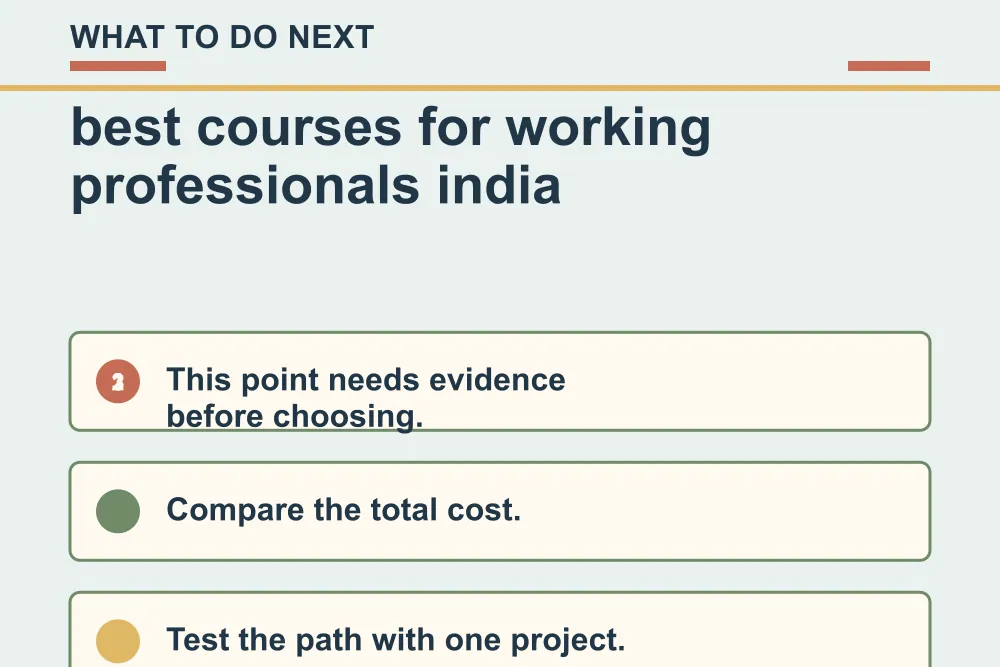 WHAT TO DO NEXT
best courses for working
professionals india
This point needs evidence
before choosing.
Compare the total cost.
Test the path with one project.